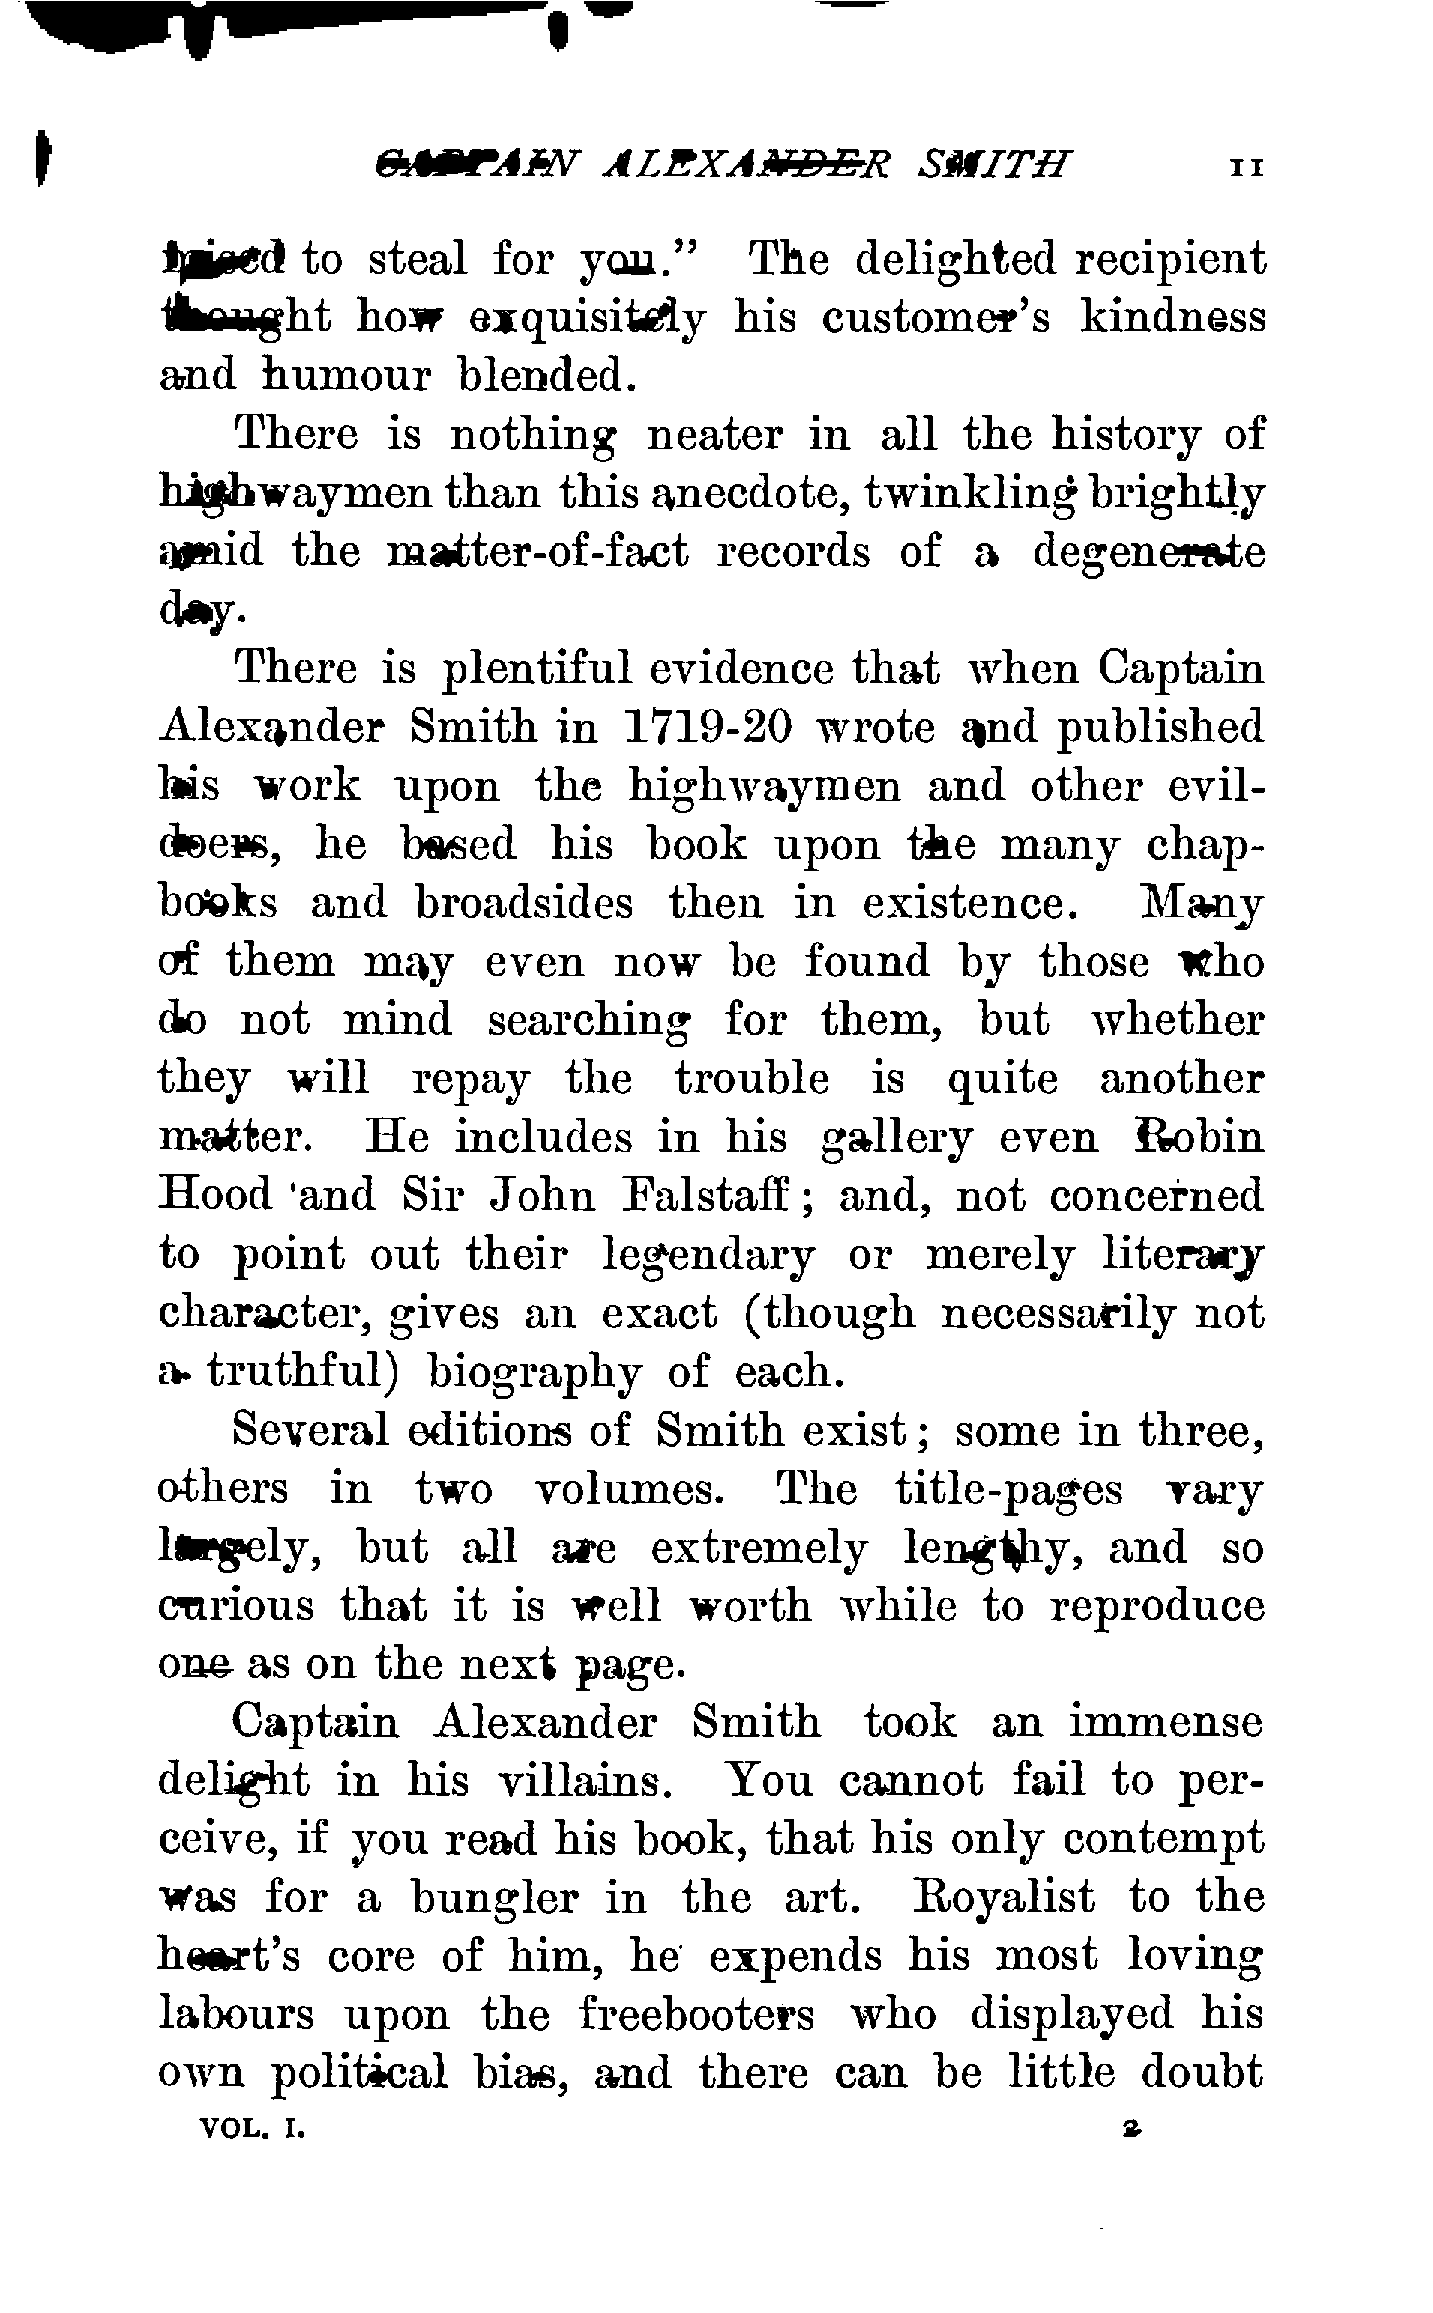 CAPTAIN ALEXANDER SMITH 11
to steal for you." The delighted recipient
thought how exquisitely his customer's kindness
and humour blended.
There is nothing neater in all the history of
highwaymen than this anecdote, twinkling brightly
amid the matter-of-fact records of a degenerate
day.
There is plentiful evidence that when Captain
Alexander Smith in 1719-20 wrote and published
his work upon the highwaymen and other evil-
doers, he based his book upon the many chap-
books and broadsides then in existence. Many
of them may even now be found by those who
do not mind searching for them, but whether
they will repay the trouble is quite another
matter. He includes in his gallery even Robin
Hood and Sir John Falstaff; and, not concerned
to point out their legendary or merely literary
character, gives an exact (though necessarily not
a truthful) biography of each.
Several editions of Smith exist; some in three,
others in two volumes. The title-pages vary
largely, but all are extremely lengthy, and so
curious that it is well worth while to reproduce
one as on the next page.
Captain Alexander Smith took an immense
delight in his villains. You cannot fail to per-
ceive, if you read his book, that his only contempt
was for a bungler in the art. Royalist to the
heart's core of him, he expends his most loving
labours upon the freebooters who displayed his
own political bias, and there can be little doubt
VOL. I. 2